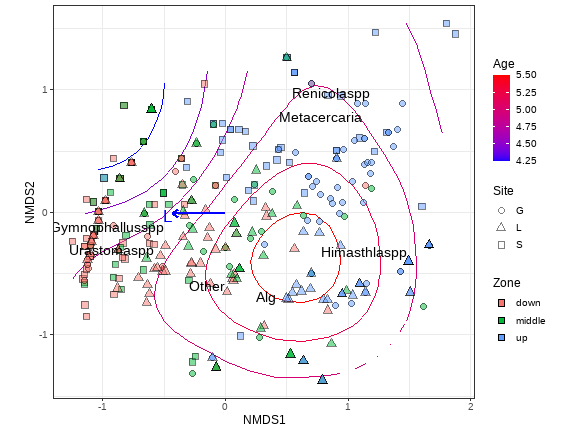 Renicolaspp
Metacercaria
L
Gymnophallusspp
Urastomaspp
Himasthlaspp
Other
Alg
0
-1
-1
0
1
2
NMDS1
NMDS2
Age
5.50
5.25
5.00
4.75
4.50
4.25
Site
G
L
S
Zone
down
middle
up